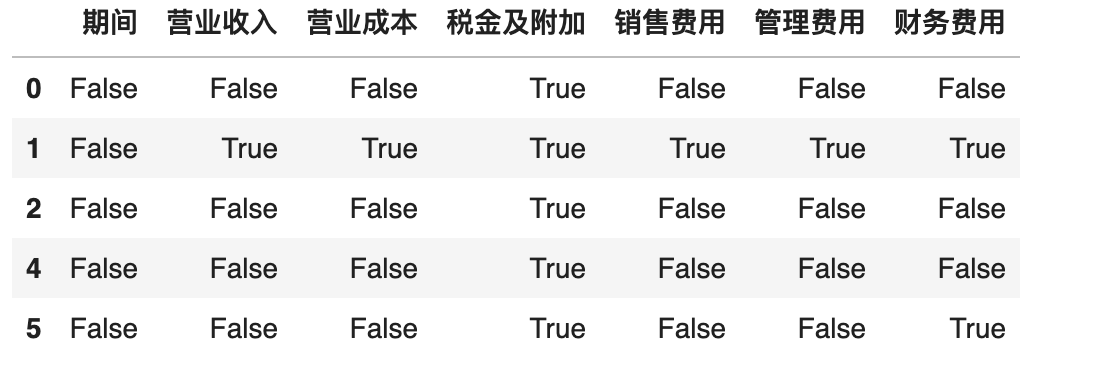 期间 营业收入 营业成本 税金及附加 销售费用 管理费用 财务费用
0 False False False True False False False
1 False True True True True True True
2 False False False True False False False
4 False False False True False False False
5 False False False True False False True